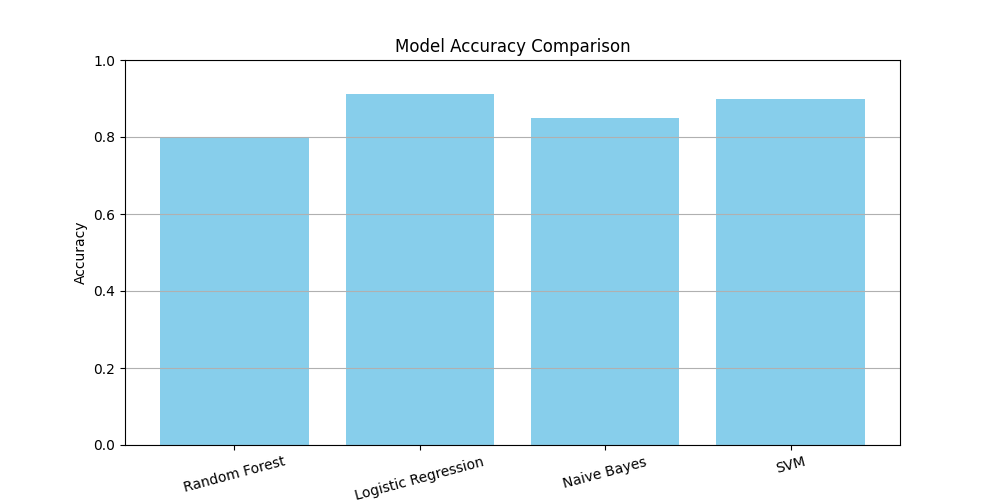 Model Accuracy Comparison
1.0
0.8
0.6
0.4
0.2
0.0
Accuracy
Random Forest
Logistic Regression
Naive Bayes
SVM